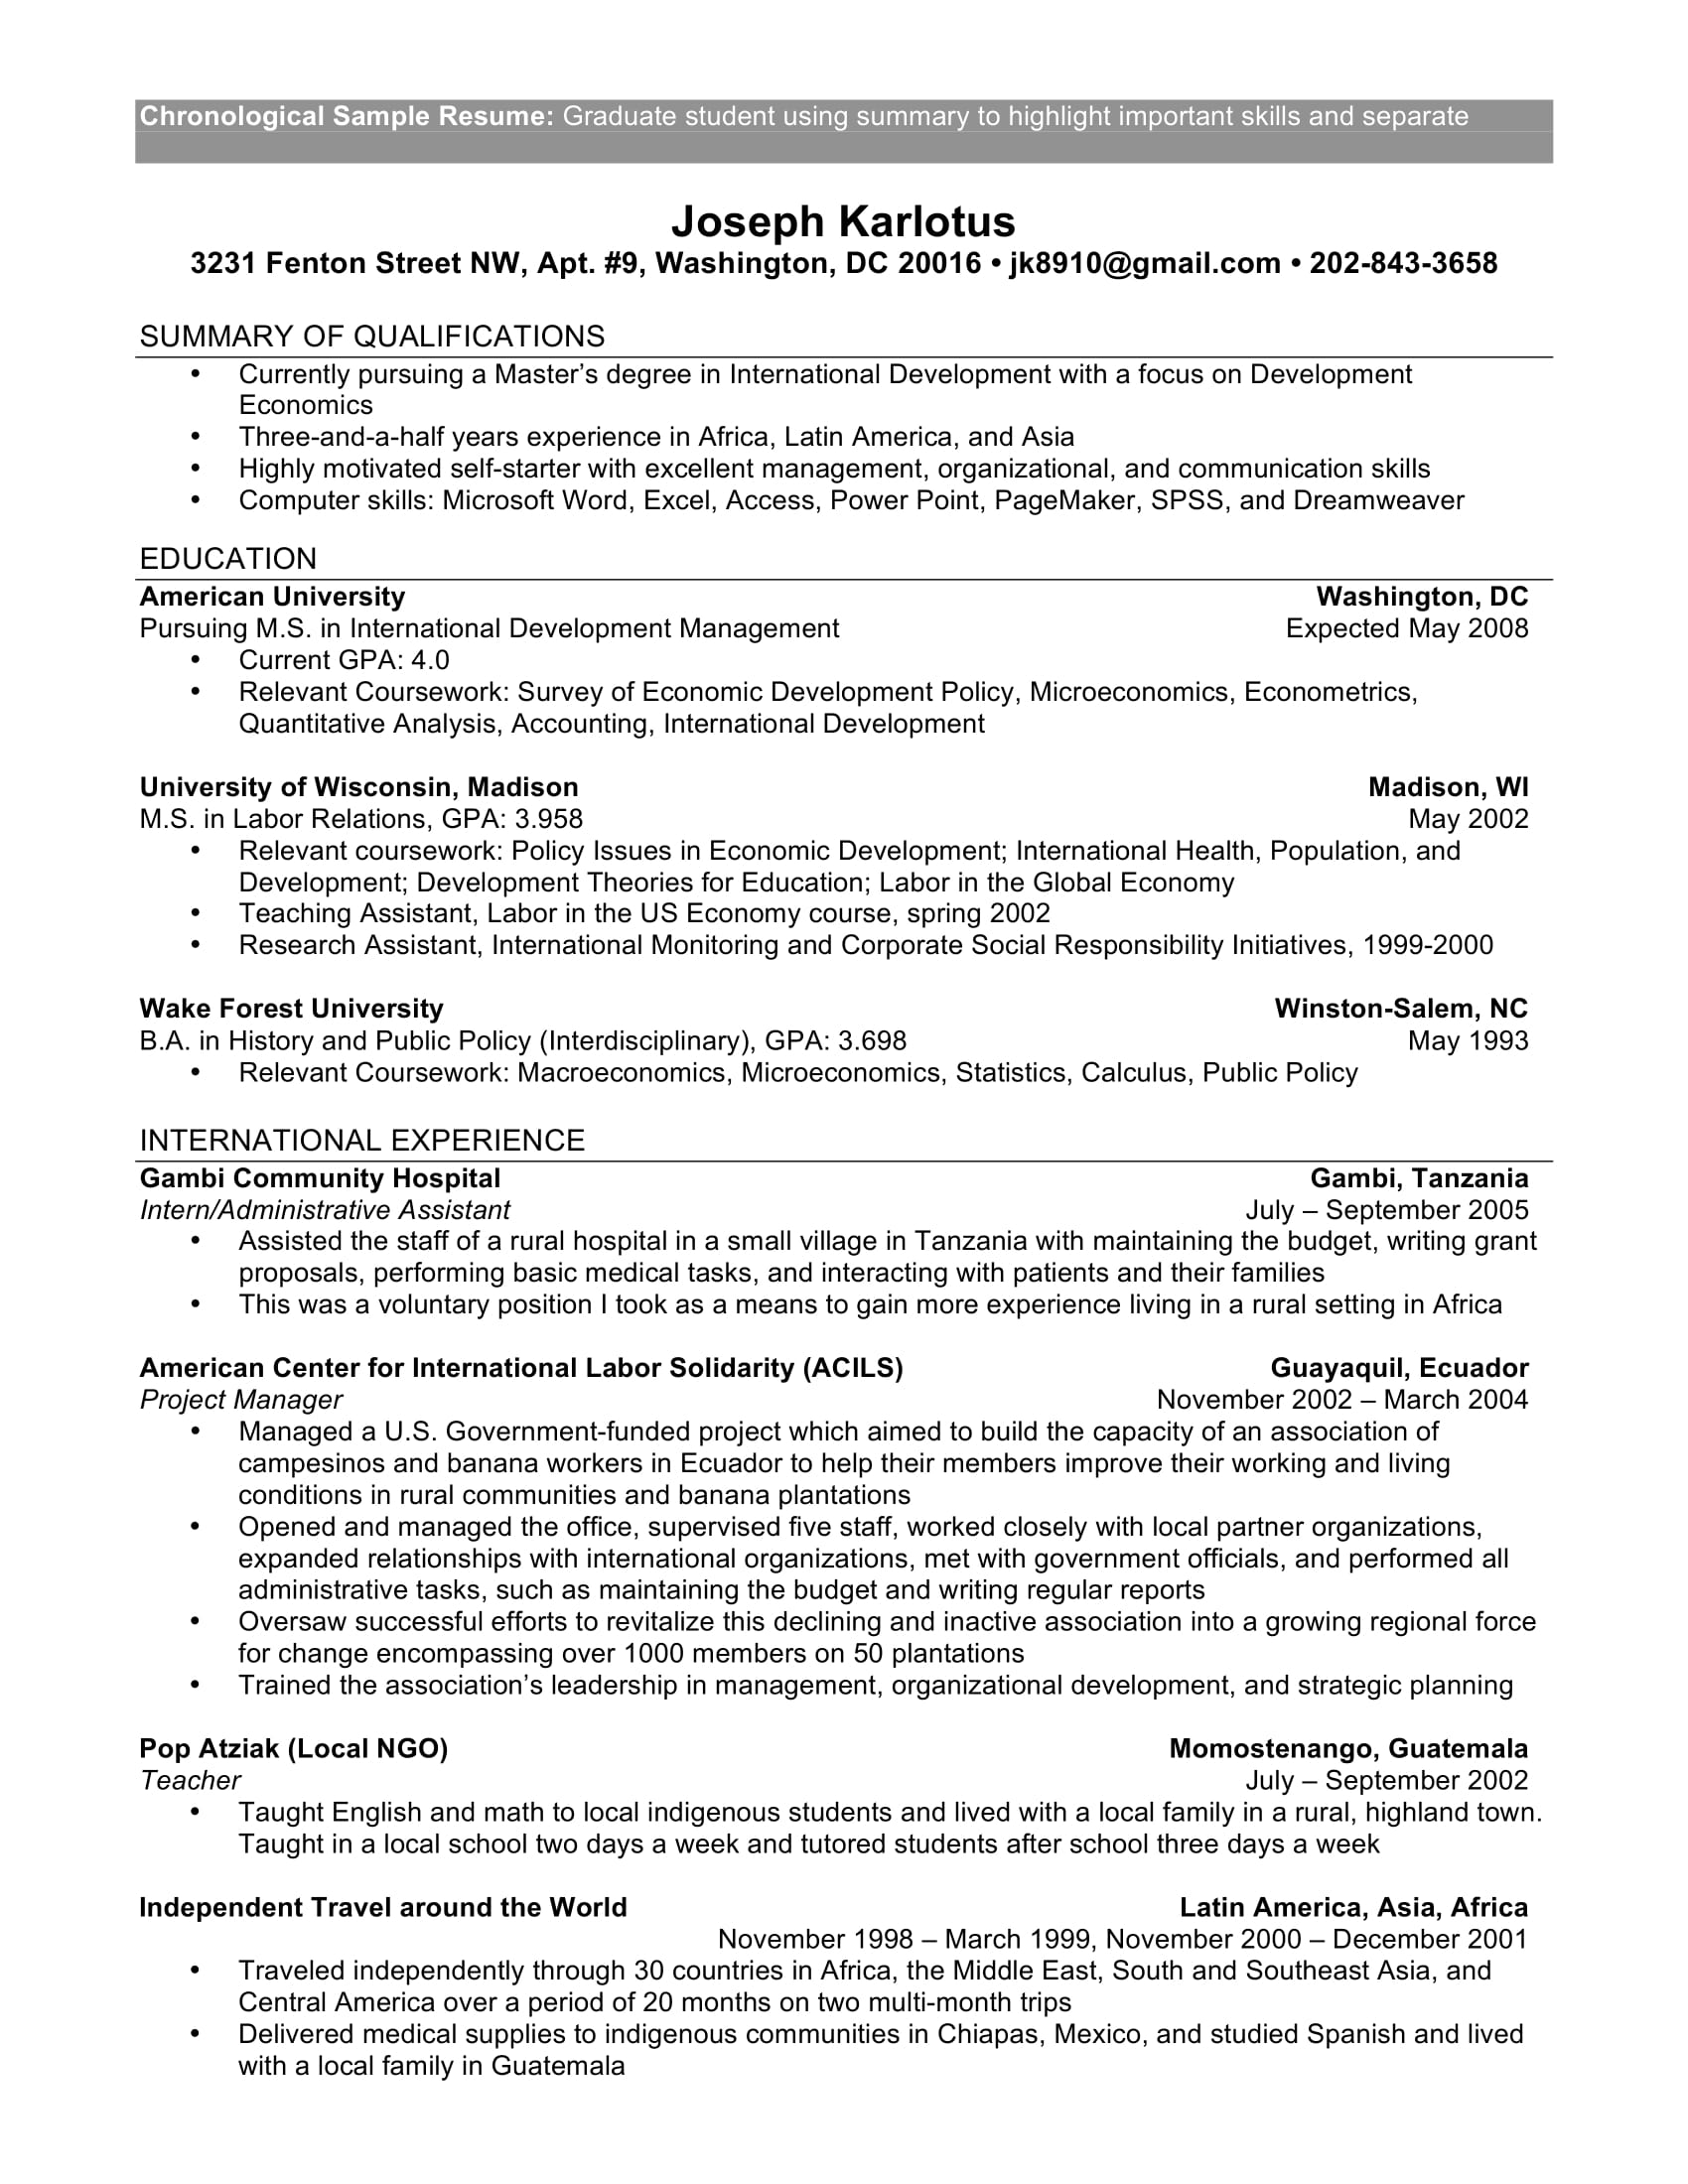 Chronological Sample Resume: Graduate student using summary to highlight important skills and separate
Joseph Karlotus
3231 Fenton Street NW, Apt. #9, Washington, DC 20016 • jk8910@gmail.com • 202-843-3658
SUMMARY OF QUALIFICATIONS
• Currently pursuing a Master’s degree in International Development with a focus on Development
Economics
• Three-and-a-half years experience in Africa, Latin America, and Asia
• Highly motivated self-starter with excellent management, organizational, and communication skills
• Computer skills: Microsoft Word, Excel, Access, Power Point, PageMaker, SPSS, and Dreamweaver
EDUCATION
American University Washington, DC
Pursuing M.S. in International Development Management Expected May 2008
• Current GPA: 4.0
• Relevant Coursework: Survey of Economic Development Policy, Microeconomics, Econometrics,
Quantitative Analysis, Accounting, International Development
University of Wisconsin, Madison Madison, WI
M.S. in Labor Relations, GPA: 3.958 May 2002
• Relevant coursework: Policy Issues in Economic Development; International Health, Population, and
Development; Development Theories for Education; Labor in the Global Economy
• Teaching Assistant, Labor in the US Economy course, spring 2002
• Research Assistant, International Monitoring and Corporate Social Responsibility Initiatives, 1999-2000
Wake Forest University Winston-Salem, NC
B.A. in History and Public Policy (Interdisciplinary), GPA: 3.698 May 1993
• Relevant Coursework: Macroeconomics, Microeconomics, Statistics, Calculus, Public Policy
INTERNATIONAL EXPERIENCE
Gambi Community Hospital Gambi, Tanzania
Intern/Administrative Assistant July – September 2005
• Assisted the staff of a rural hospital in a small village in Tanzania with maintaining the budget, writing grant
proposals, performing basic medical tasks, and interacting with patients and their families
• This was a voluntary position I took as a means to gain more experience living in a rural setting in Africa
American Center for International Labor Solidarity (ACILS) Guayaquil, Ecuador
Project Manager November 2002 – March 2004
• Managed a U.S. Government-funded project which aimed to build the capacity of an association of
campesinos and banana workers in Ecuador to help their members improve their working and living
conditions in rural communities and banana plantations
• Opened and managed the office, supervised five staff, worked closely with local partner organizations,
expanded relationships with international organizations, met with government officials, and performed all
administrative tasks, such as maintaining the budget and writing regular reports
• Oversaw successful efforts to revitalize this declining and inactive association into a growing regional force
for change encompassing over 1000 members on 50 plantations
• Trained the association’s leadership in management, organizational development, and strategic planning
Pop Atziak (Local NGO) Momostenango, Guatemala
Teacher July – September 2002
• Taught English and math to local indigenous students and lived with a local family in a rural, highland town.
Taught in a local school two days a week and tutored students after school three days a week
Independent Travel around the World Latin America, Asia, Africa
November 1998 – March 1999, November 2000 – December 2001
• Traveled independently through 30 countries in Africa, the Middle East, South and Southeast Asia, and
Central America over a period of 20 months on two multi-month trips
• Delivered medical supplies to indigenous communities in Chiapas, Mexico, and studied Spanish and lived
with a local family in Guatemala